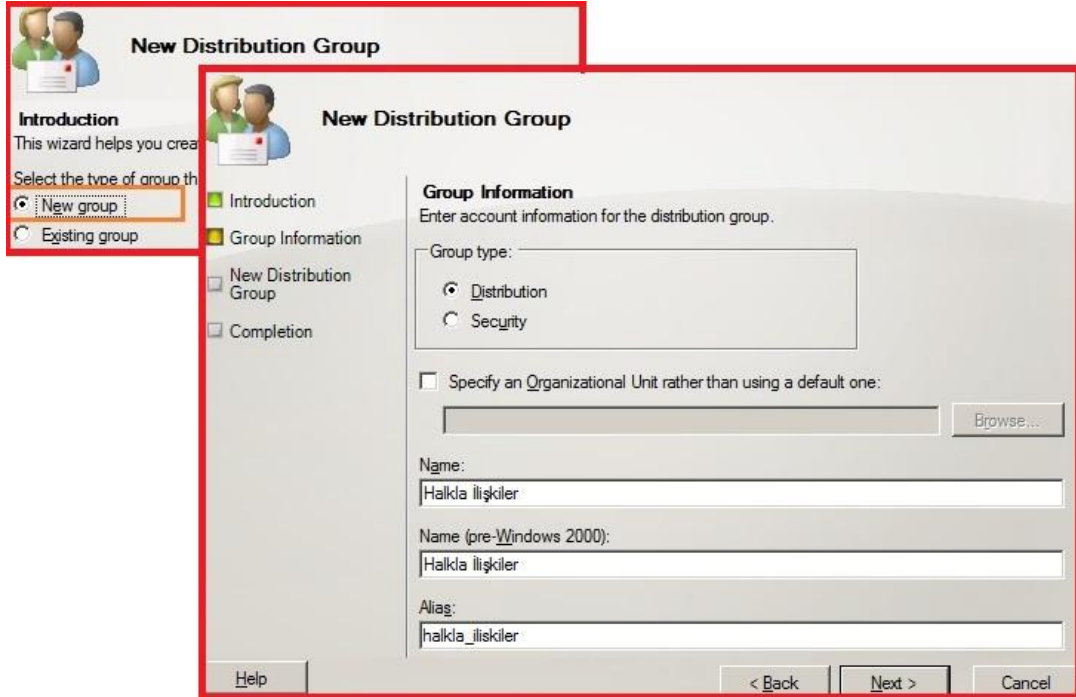 New Distribution Group
Introduction
This wizard helps you crea
Select the type of group th
New group
Existing group
New Distribution Group
Introduction
Group Information
New Distribution
Group
Completion
Group Information
Enter account information for the distribution group.
Group type:
Distribution
Security
Specify an Organizational Unit rather than using a default one:
Browse...
Name:
Halkla İlişkiler
Name (pre-Windows 2000):
Halkla İlişkiler
Alias:
halkla_iliskiler
Help
< Back
Next >
Cancel